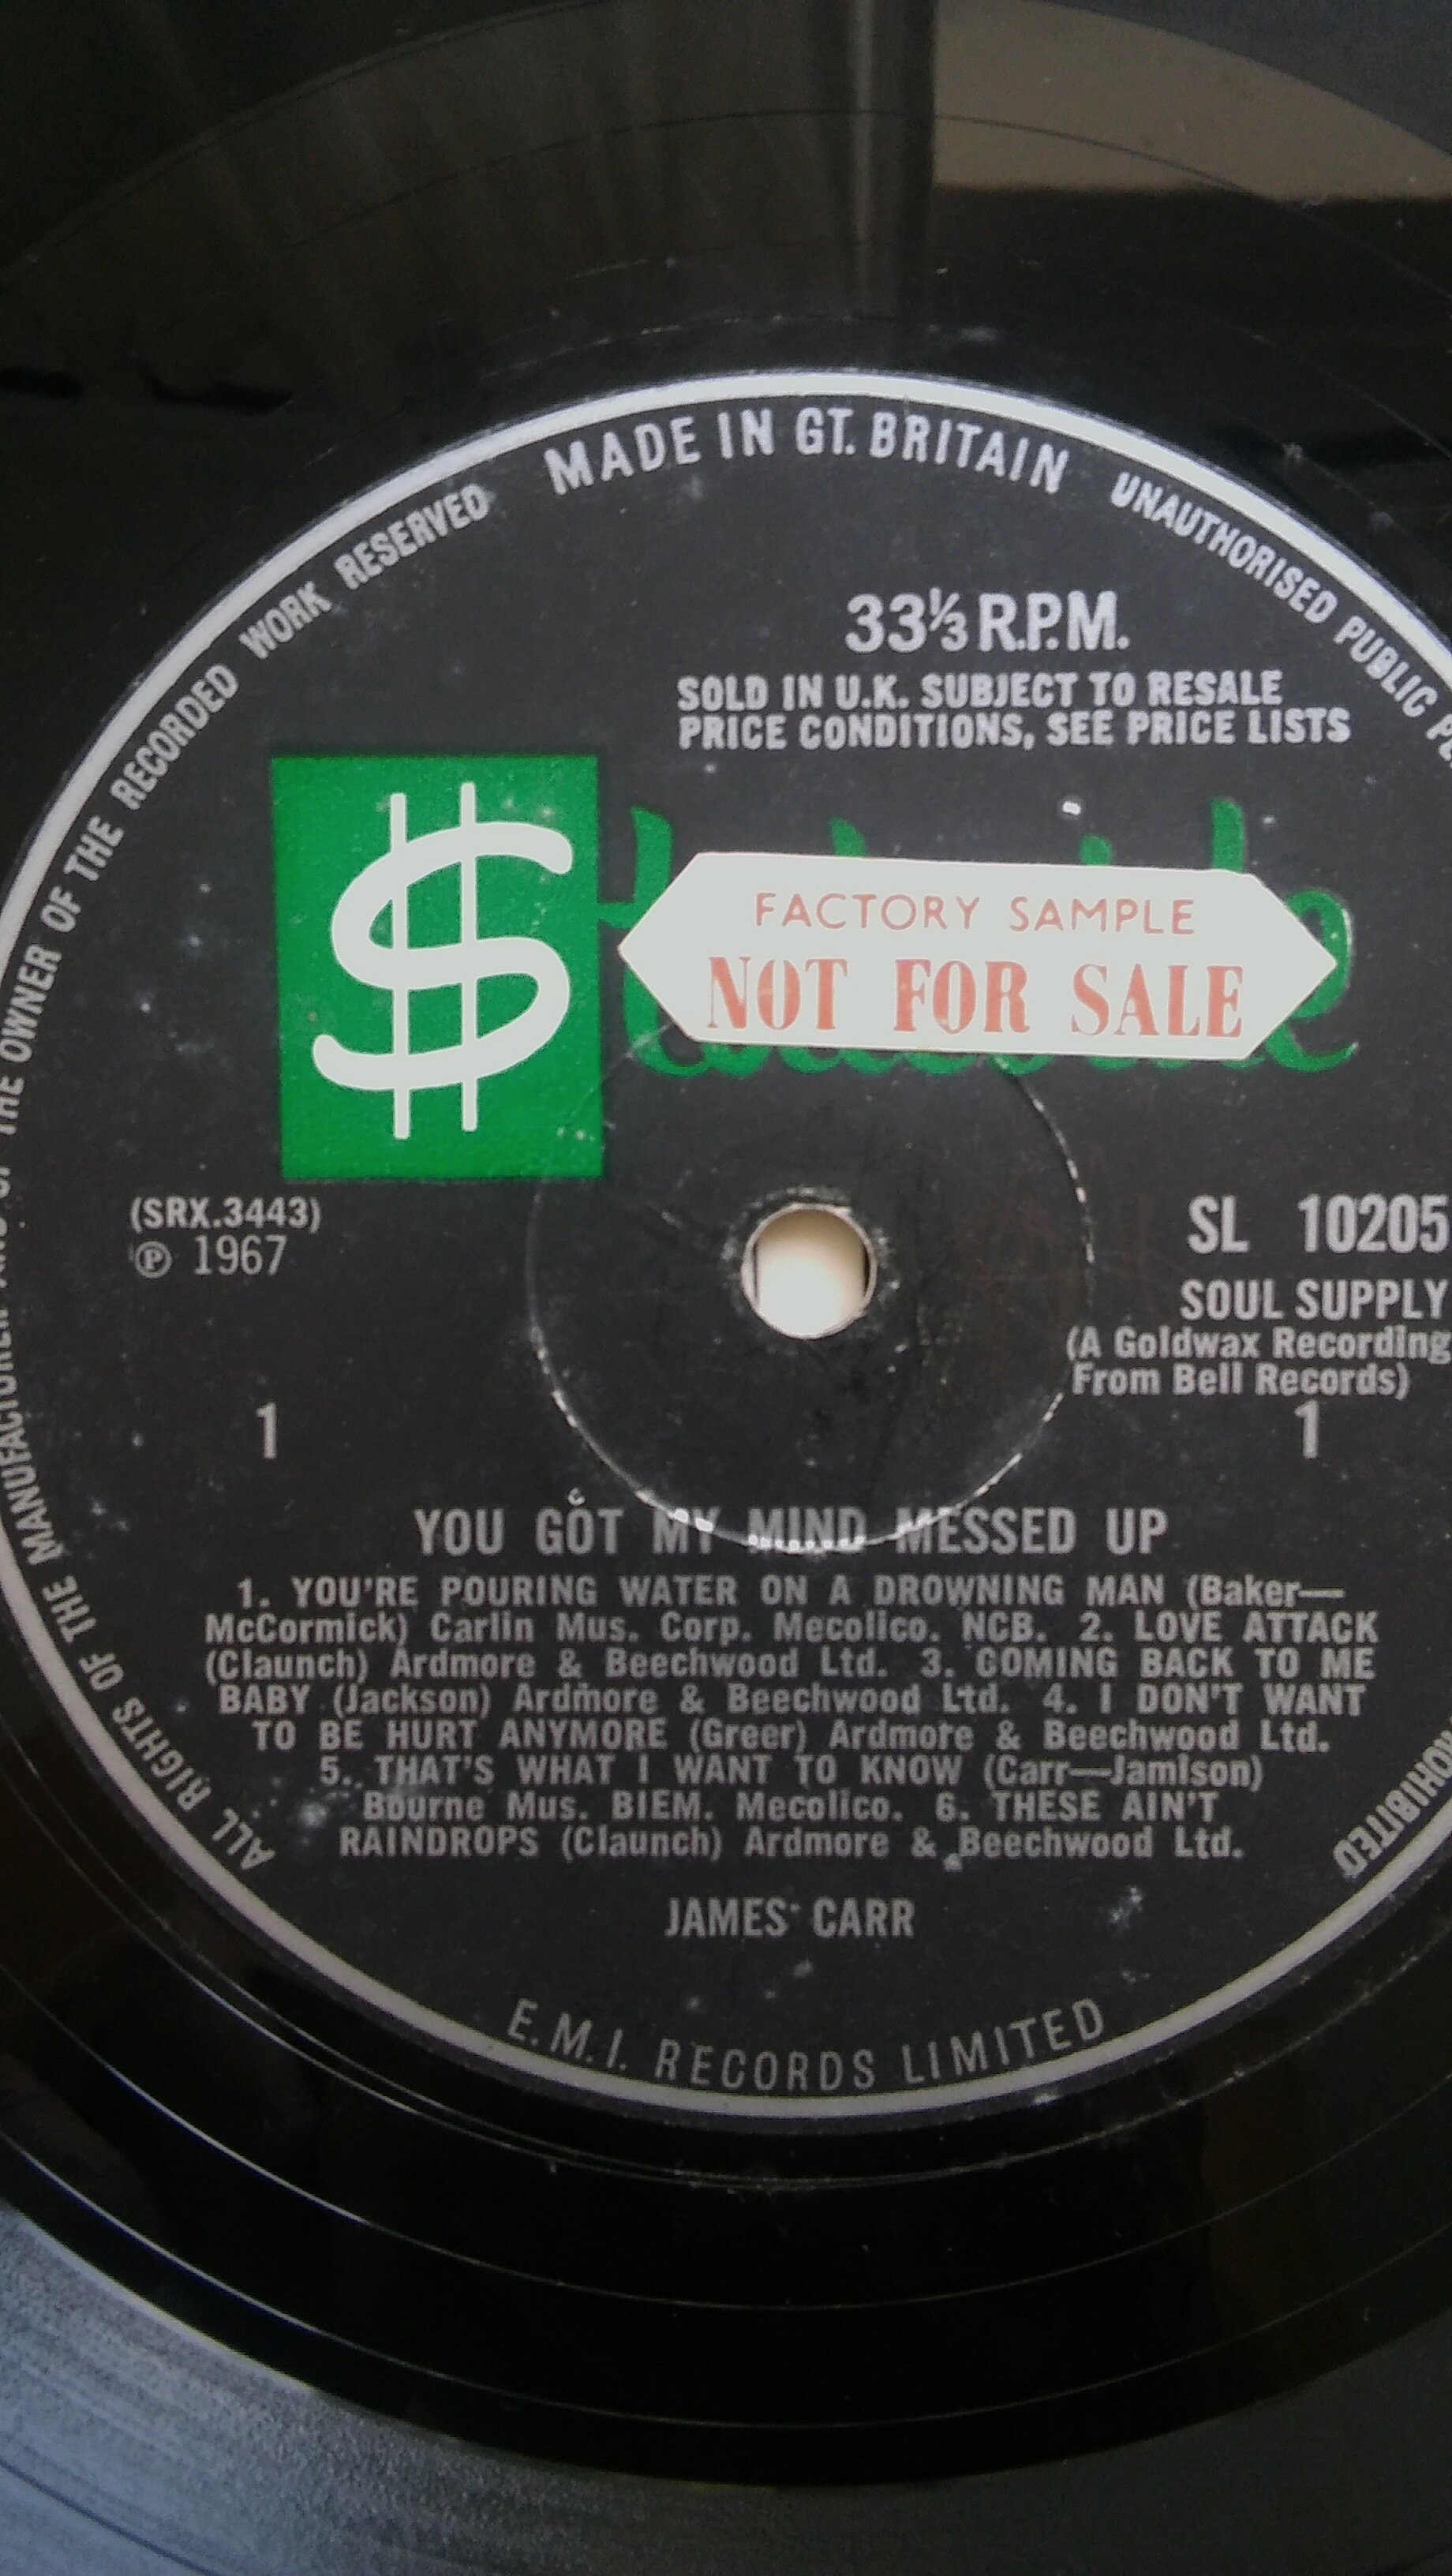 MADE IN GT. BRITAIN
UNAUTHORISED PUBLIC
33⅓ R.P.M.
SOLD IN U.K. SUBJECT TO RESALE
PRICE CONDITIONS, SEE PRICE LISTS
$
FACTORY SAMPLE
NOT FOR SALE
(SRX.3443)
℗ 1967
SL 10205
SOUL SUPPLY
(A Goldwax Recording
From Bell Records)
1
1
YOU GOT MY MIND MESSED UP
1. YOU'RE POURING WATER ON A DROWNING MAN (Baker—
McCormick) Carlin Mus. Corp. Mecolico. NCB. 2. LOVE ATTACK
(Claunch) Ardmore & Beechwood Ltd. 3. COMING BACK TO ME
BABY (Jackson) Ardmore & Beechwood Ltd. 4. I DON'T WANT
TO BE HURT ANYMORE (Greer) Ardmore & Beechwood Ltd.
5. THAT'S WHAT I WANT TO KNOW (Carr—Jamison)
Bourne Mus. BIEM. Mecolico. 6. THESE AIN'T
RAINDROPS (Claunch) Ardmore & Beechwood Ltd.
JAMES CARR
E.M.I. RECORDS LIMITED
ALL RIGHTS OF THE MANUFACTURER AND OF THE OWNER OF THE RECORDED WORK RESERVED